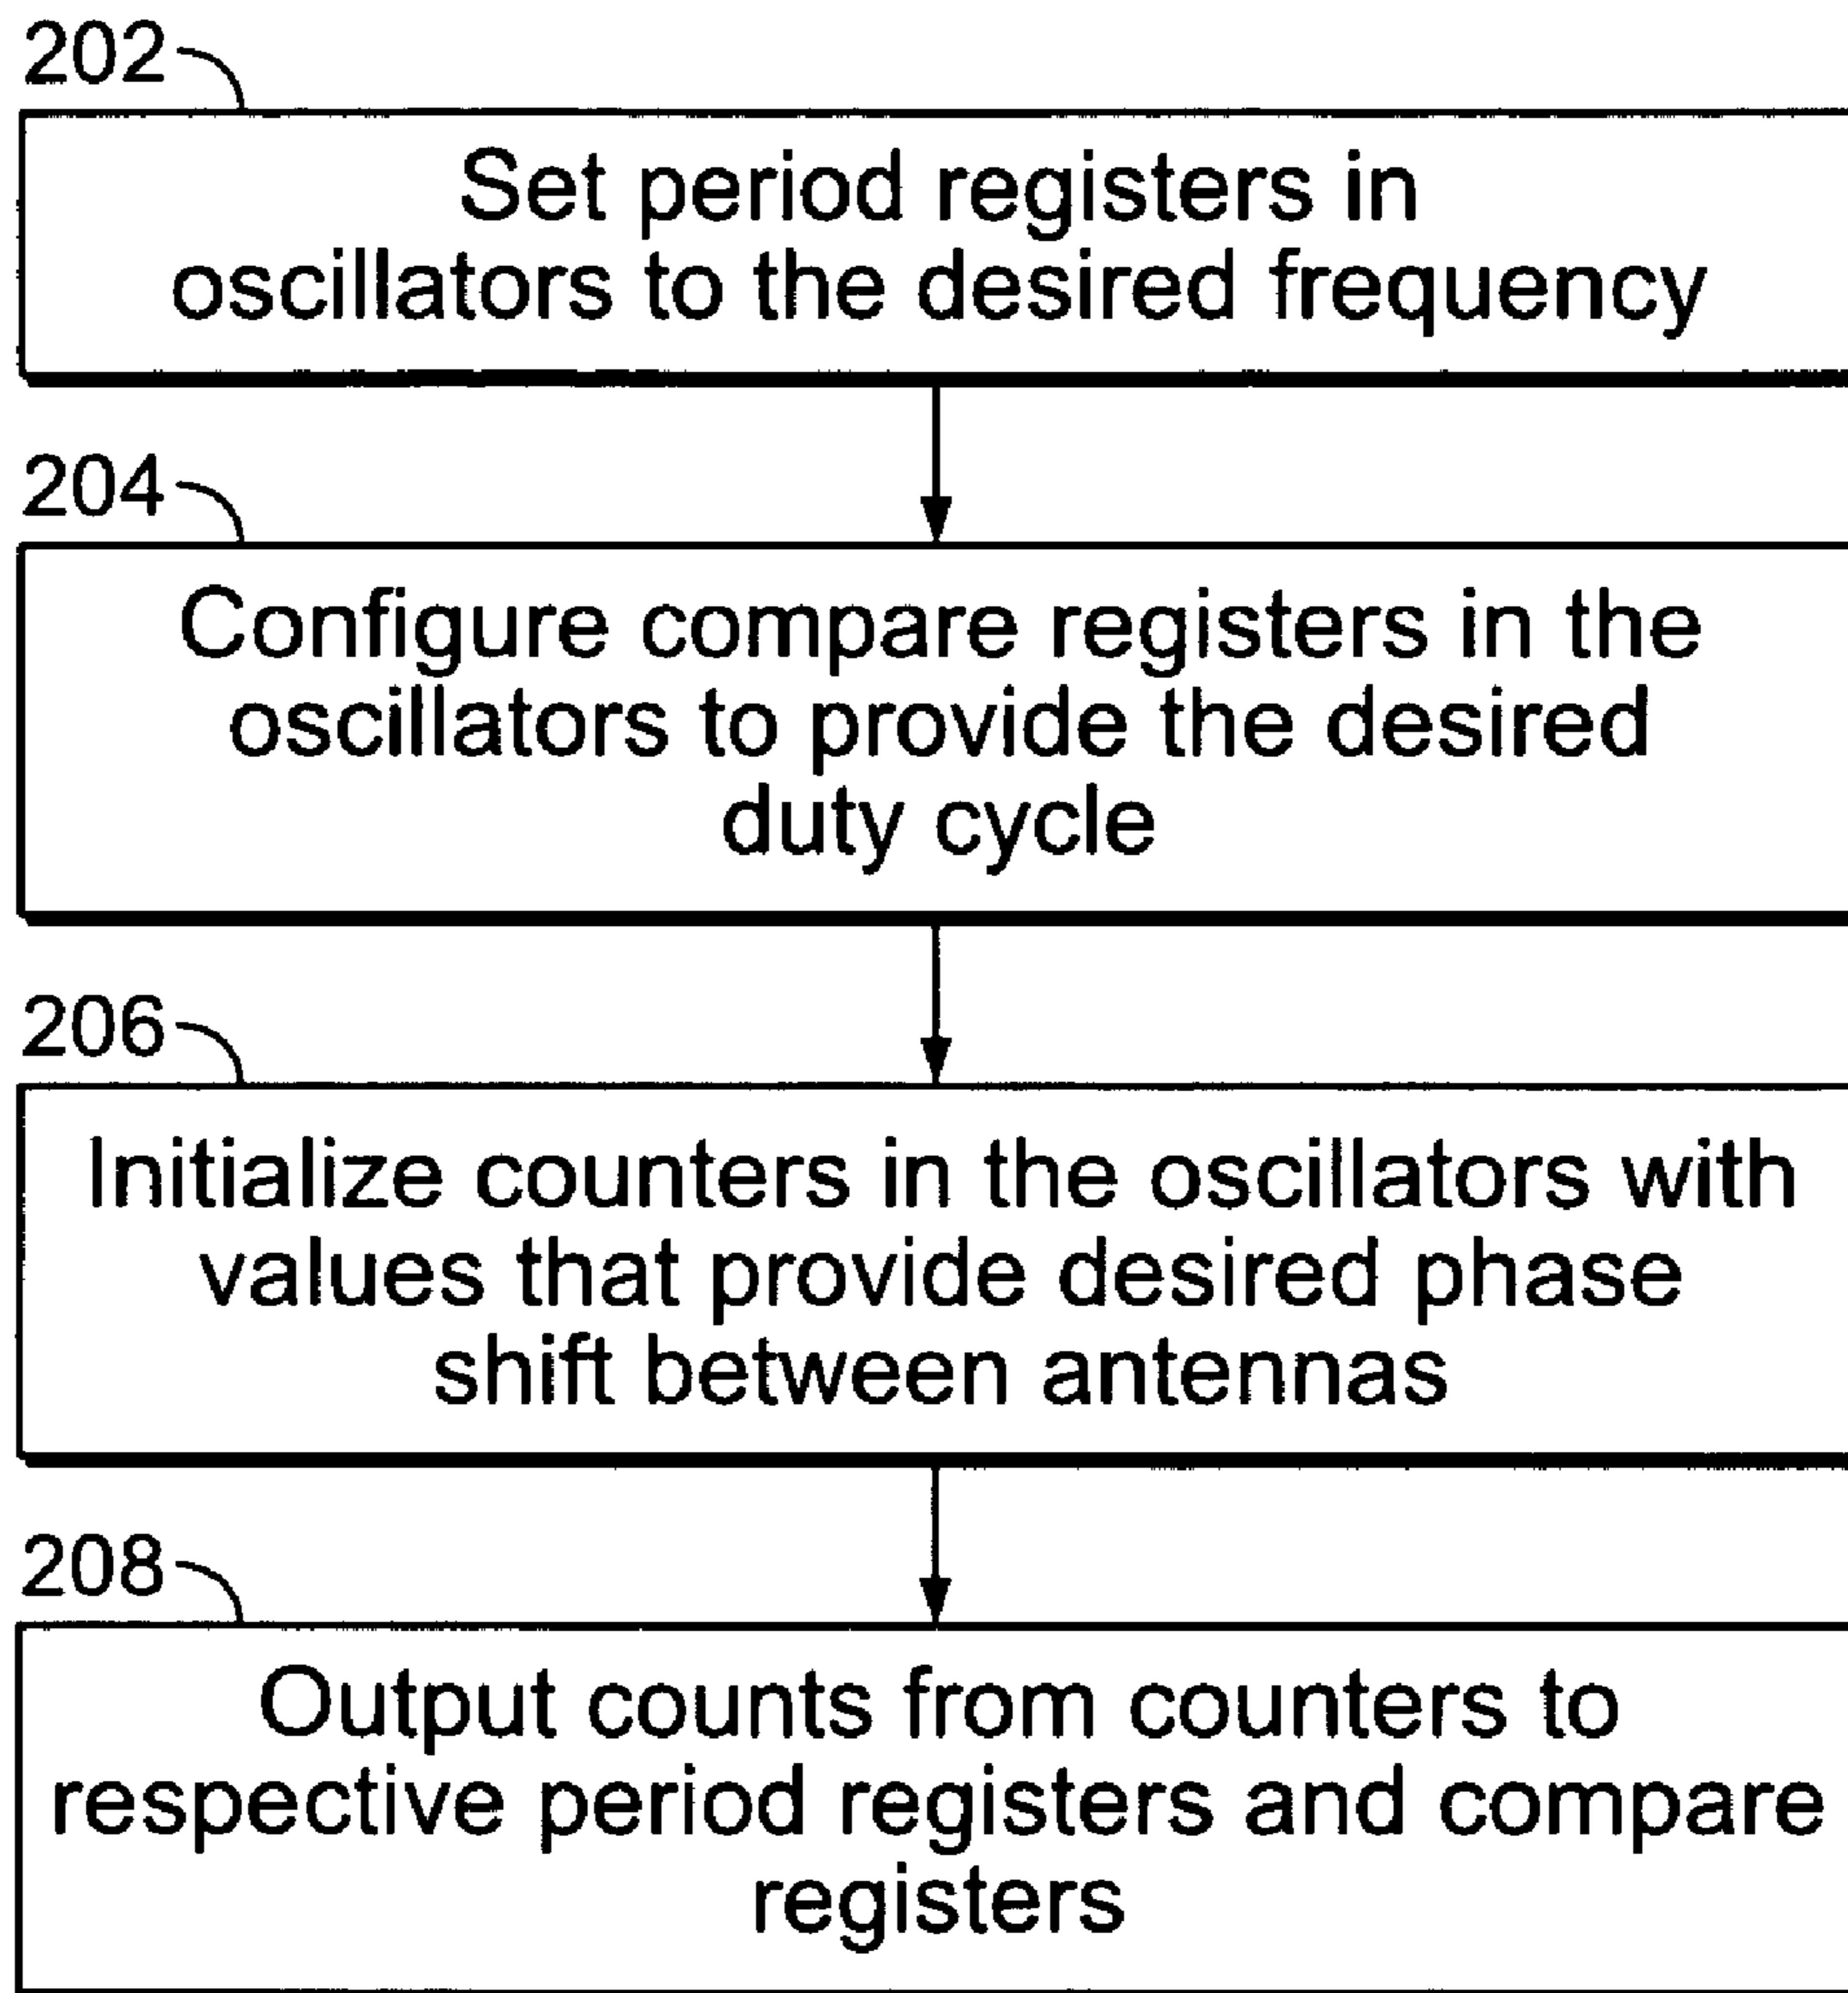 202
Set period registers in
oscillators to the desired frequency
204
Configure compare registers in the
oscillators to provide the desired
duty cycle
206
Initialize counters in the oscillators with
values that provide desired phase
shift between antennas
208
Output counts from counters to
respective period registers and compare
registers